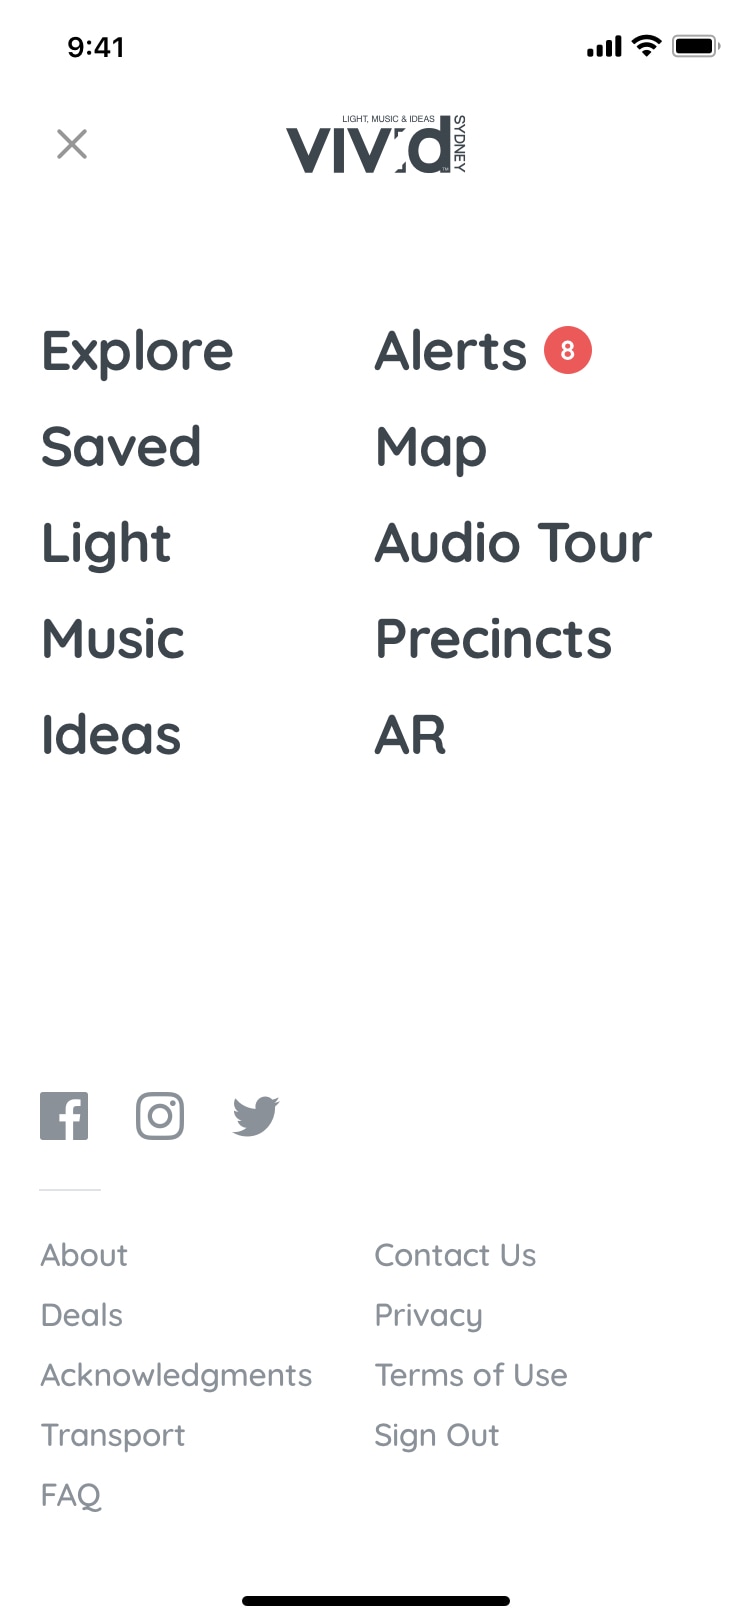 9:41
LIGHT, MUSIC & IDEAS
VIVID
SYDNEY
TM
Explore
Saved
Light
Music
Ideas
Alerts 8
Map
Audio Tour
Precincts
AR
About
Deals
Acknowledgments
Transport
FAQ
Contact Us
Privacy
Terms of Use
Sign Out